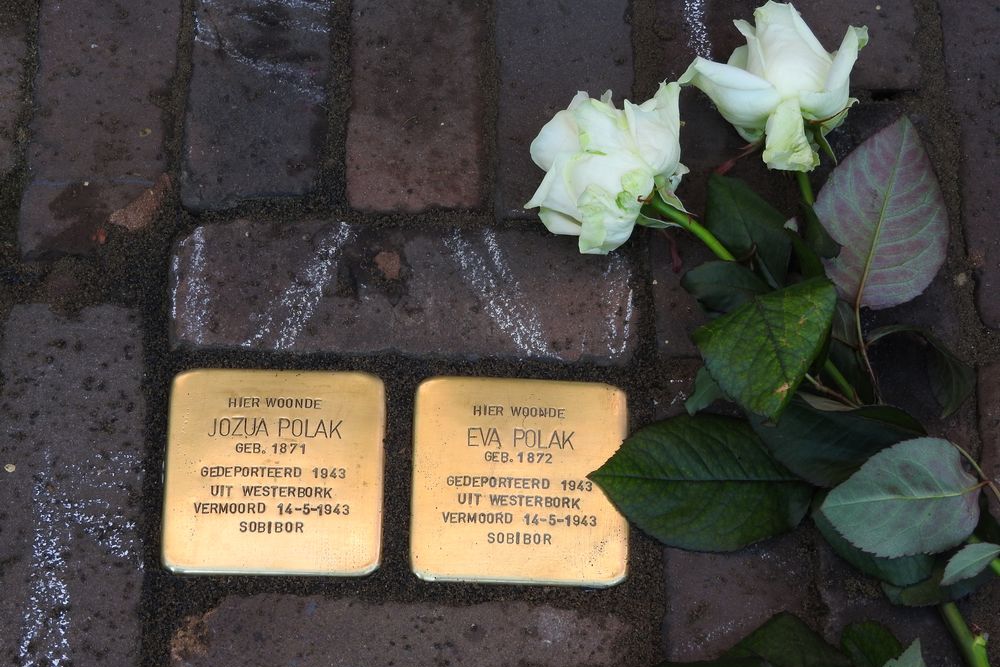 HIER WOONDE
JOZUA POLAK
GEB. 1871
GEDEPORTEERD 1943
UIT WESTERBORK
VERMOORD 14-5-1943
SOBIBOR
HIER WOONDE
EVA POLAK
GEB. 1872
GEDEPORTEERD 1943
UIT WESTERBORK
VERMOORD 14-5-1943
SOBIBOR